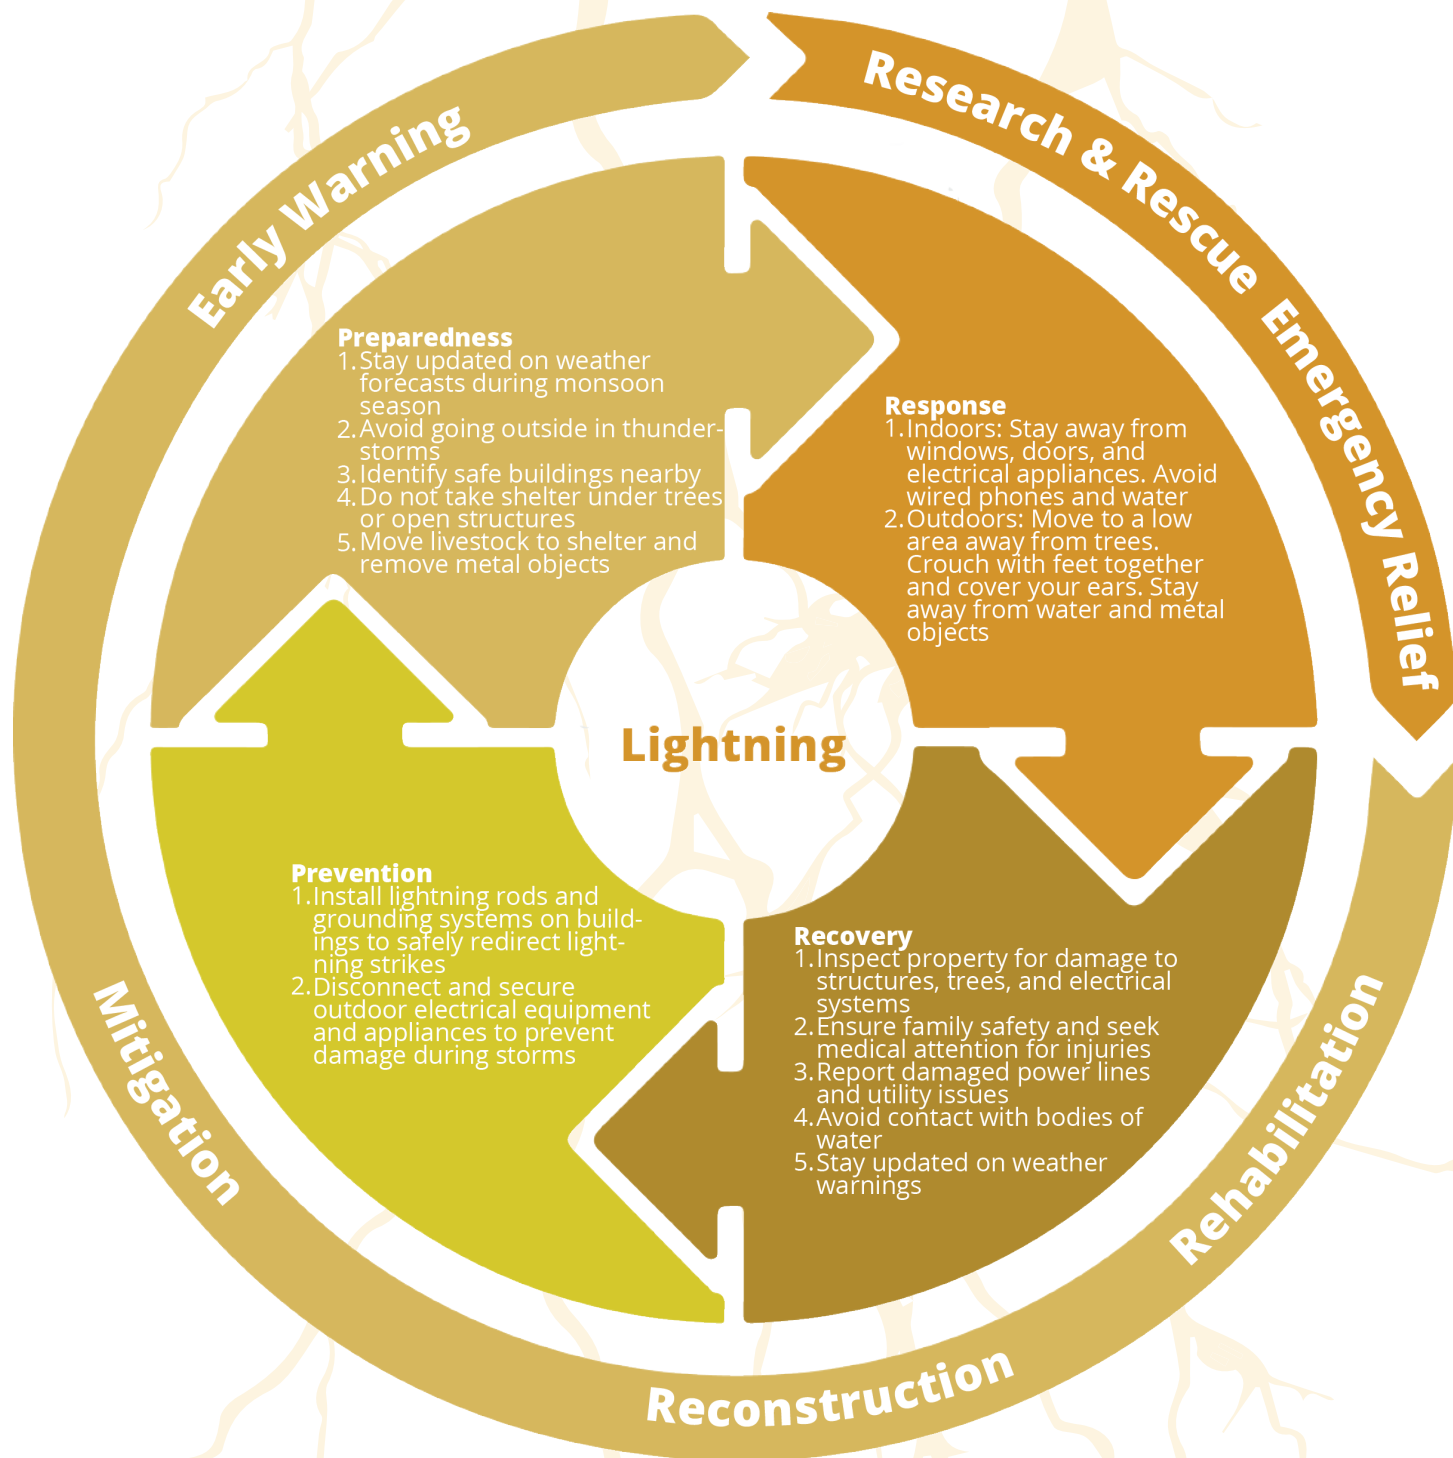 Early Warning
Research & Rescue Emergency Relief
Preparedness
1. Stay updated on weather
forecasts during monsoon
season
2. Avoid going outside in thunder-
storms
3. Identify safe buildings nearby
4. Do not take shelter under trees
or open structures
5. Move livestock to shelter and
remove metal objects
Response
1. Indoors: Stay away from
windows, doors, and
electrical appliances. Avoid
wired phones and water
2. Outdoors: Move to a low
area away from trees.
Crouch with feet together
and cover your ears. Stay
away from water and metal
objects
Lightning
Prevention
1. Install lightning rods and
grounding systems on build-
ings to safely redirect light-
ning strikes
2. Disconnect and secure
outdoor electrical equipment
and appliances to prevent
damage during storms
Recovery
1. Inspect property for damage to
structures, trees, and electrical
systems
2. Ensure family safety and seek
medical attention for injuries
3. Report damaged power lines
and utility issues
4. Avoid contact with bodies of
water
5. Stay updated on weather
warnings
Mitigation
Rehabilitation
Reconstruction